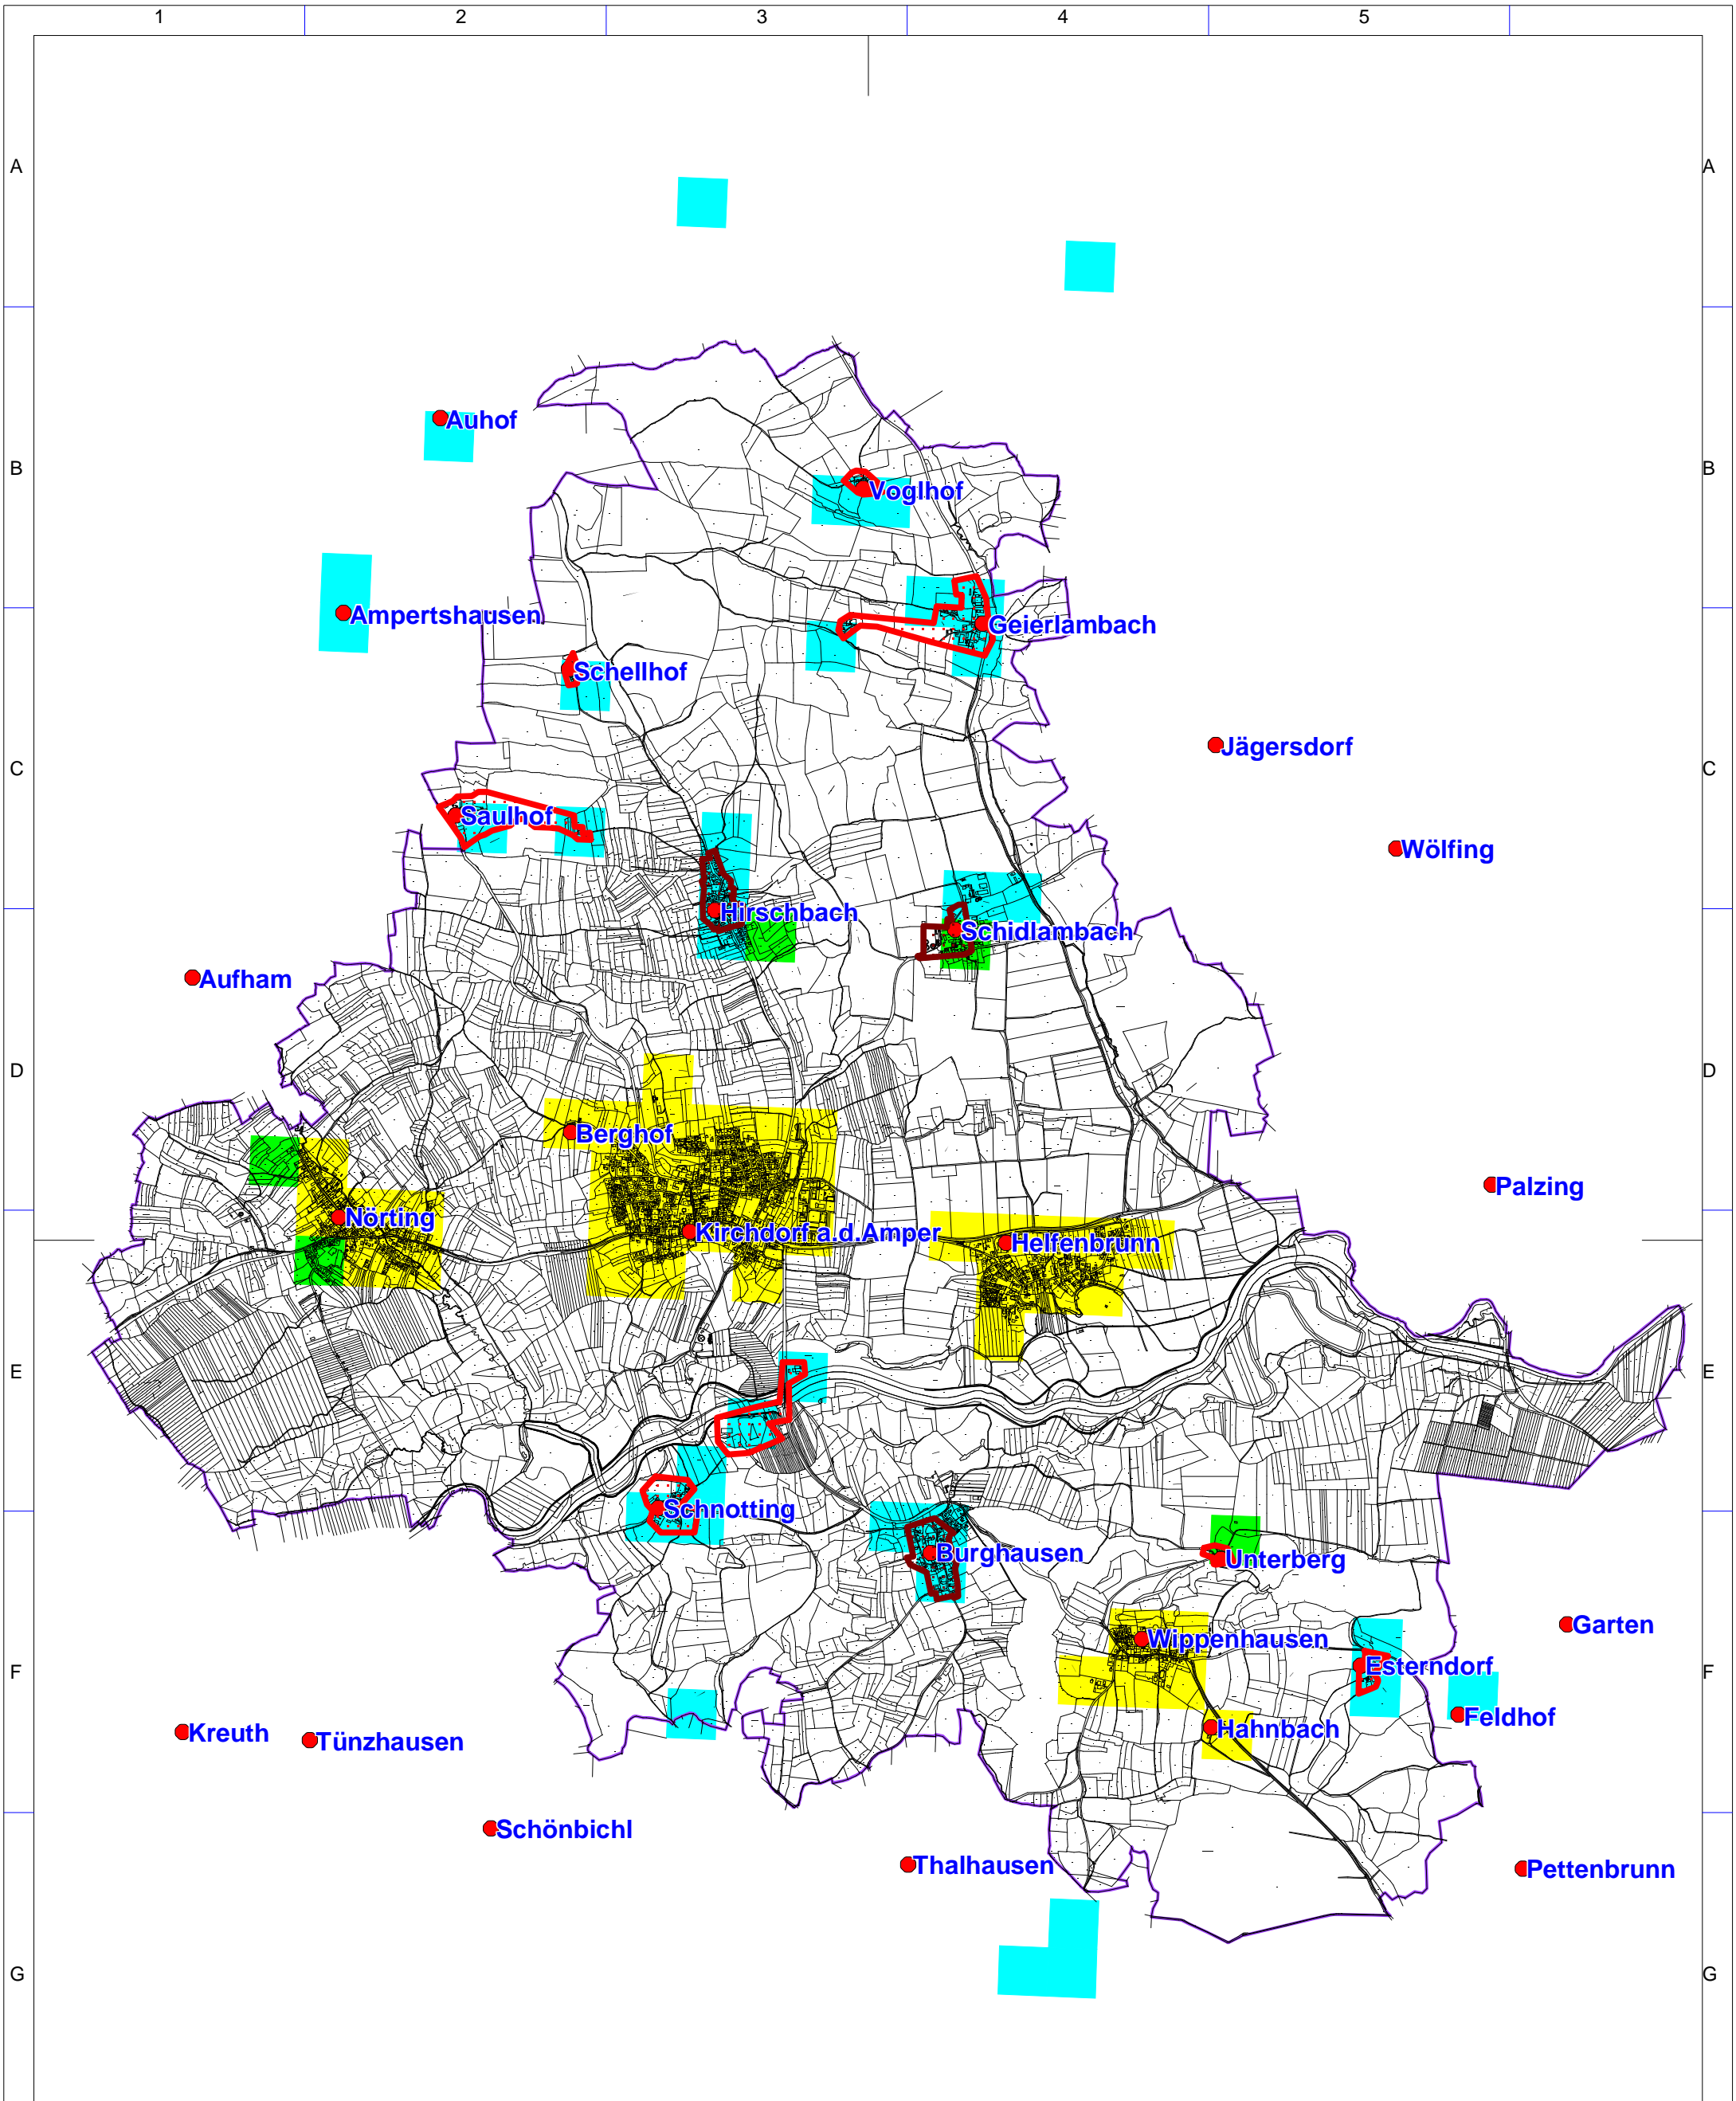 1 2 3 4 5
A A
Auhof
B B
Voglhof
Ampertshausen
Geierlambach
Schellhof
Jägersdorf
C C
Saulhof
Wölfing
Hirschbach
Schidlambach
Aufham
D D
Berghof
Palzing
Nörting
Kirchdorf a.d.Amper
Helfenbrunn
E E
Schnotting
Burghausen
Unterberg
Garten
Wippenhausen
Esterndorf
F F
Feldhof
Hahnbach
Kreuth
Tünzhausen
Schönbichl
Thalhausen
Pettenbrunn
G G